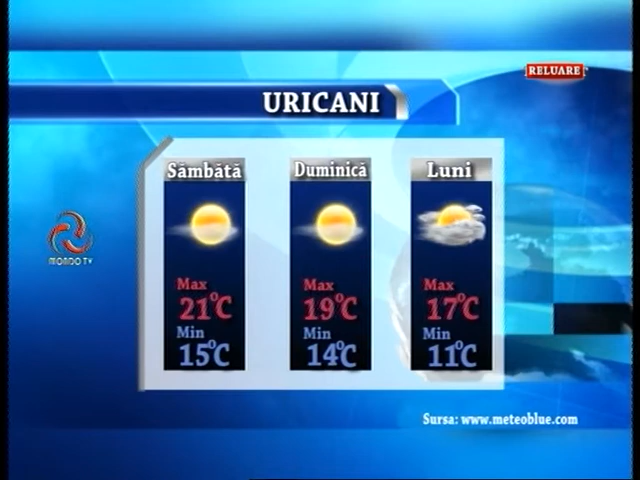 RELUARE
URICANI
Sâmbătă
Duminică
Luni
Max
21°C
Min
15°C
Max
19°C
Min
14°C
Max
17°C
Min
11°C
MONDO TV
Sursa: www.meteoblue.com